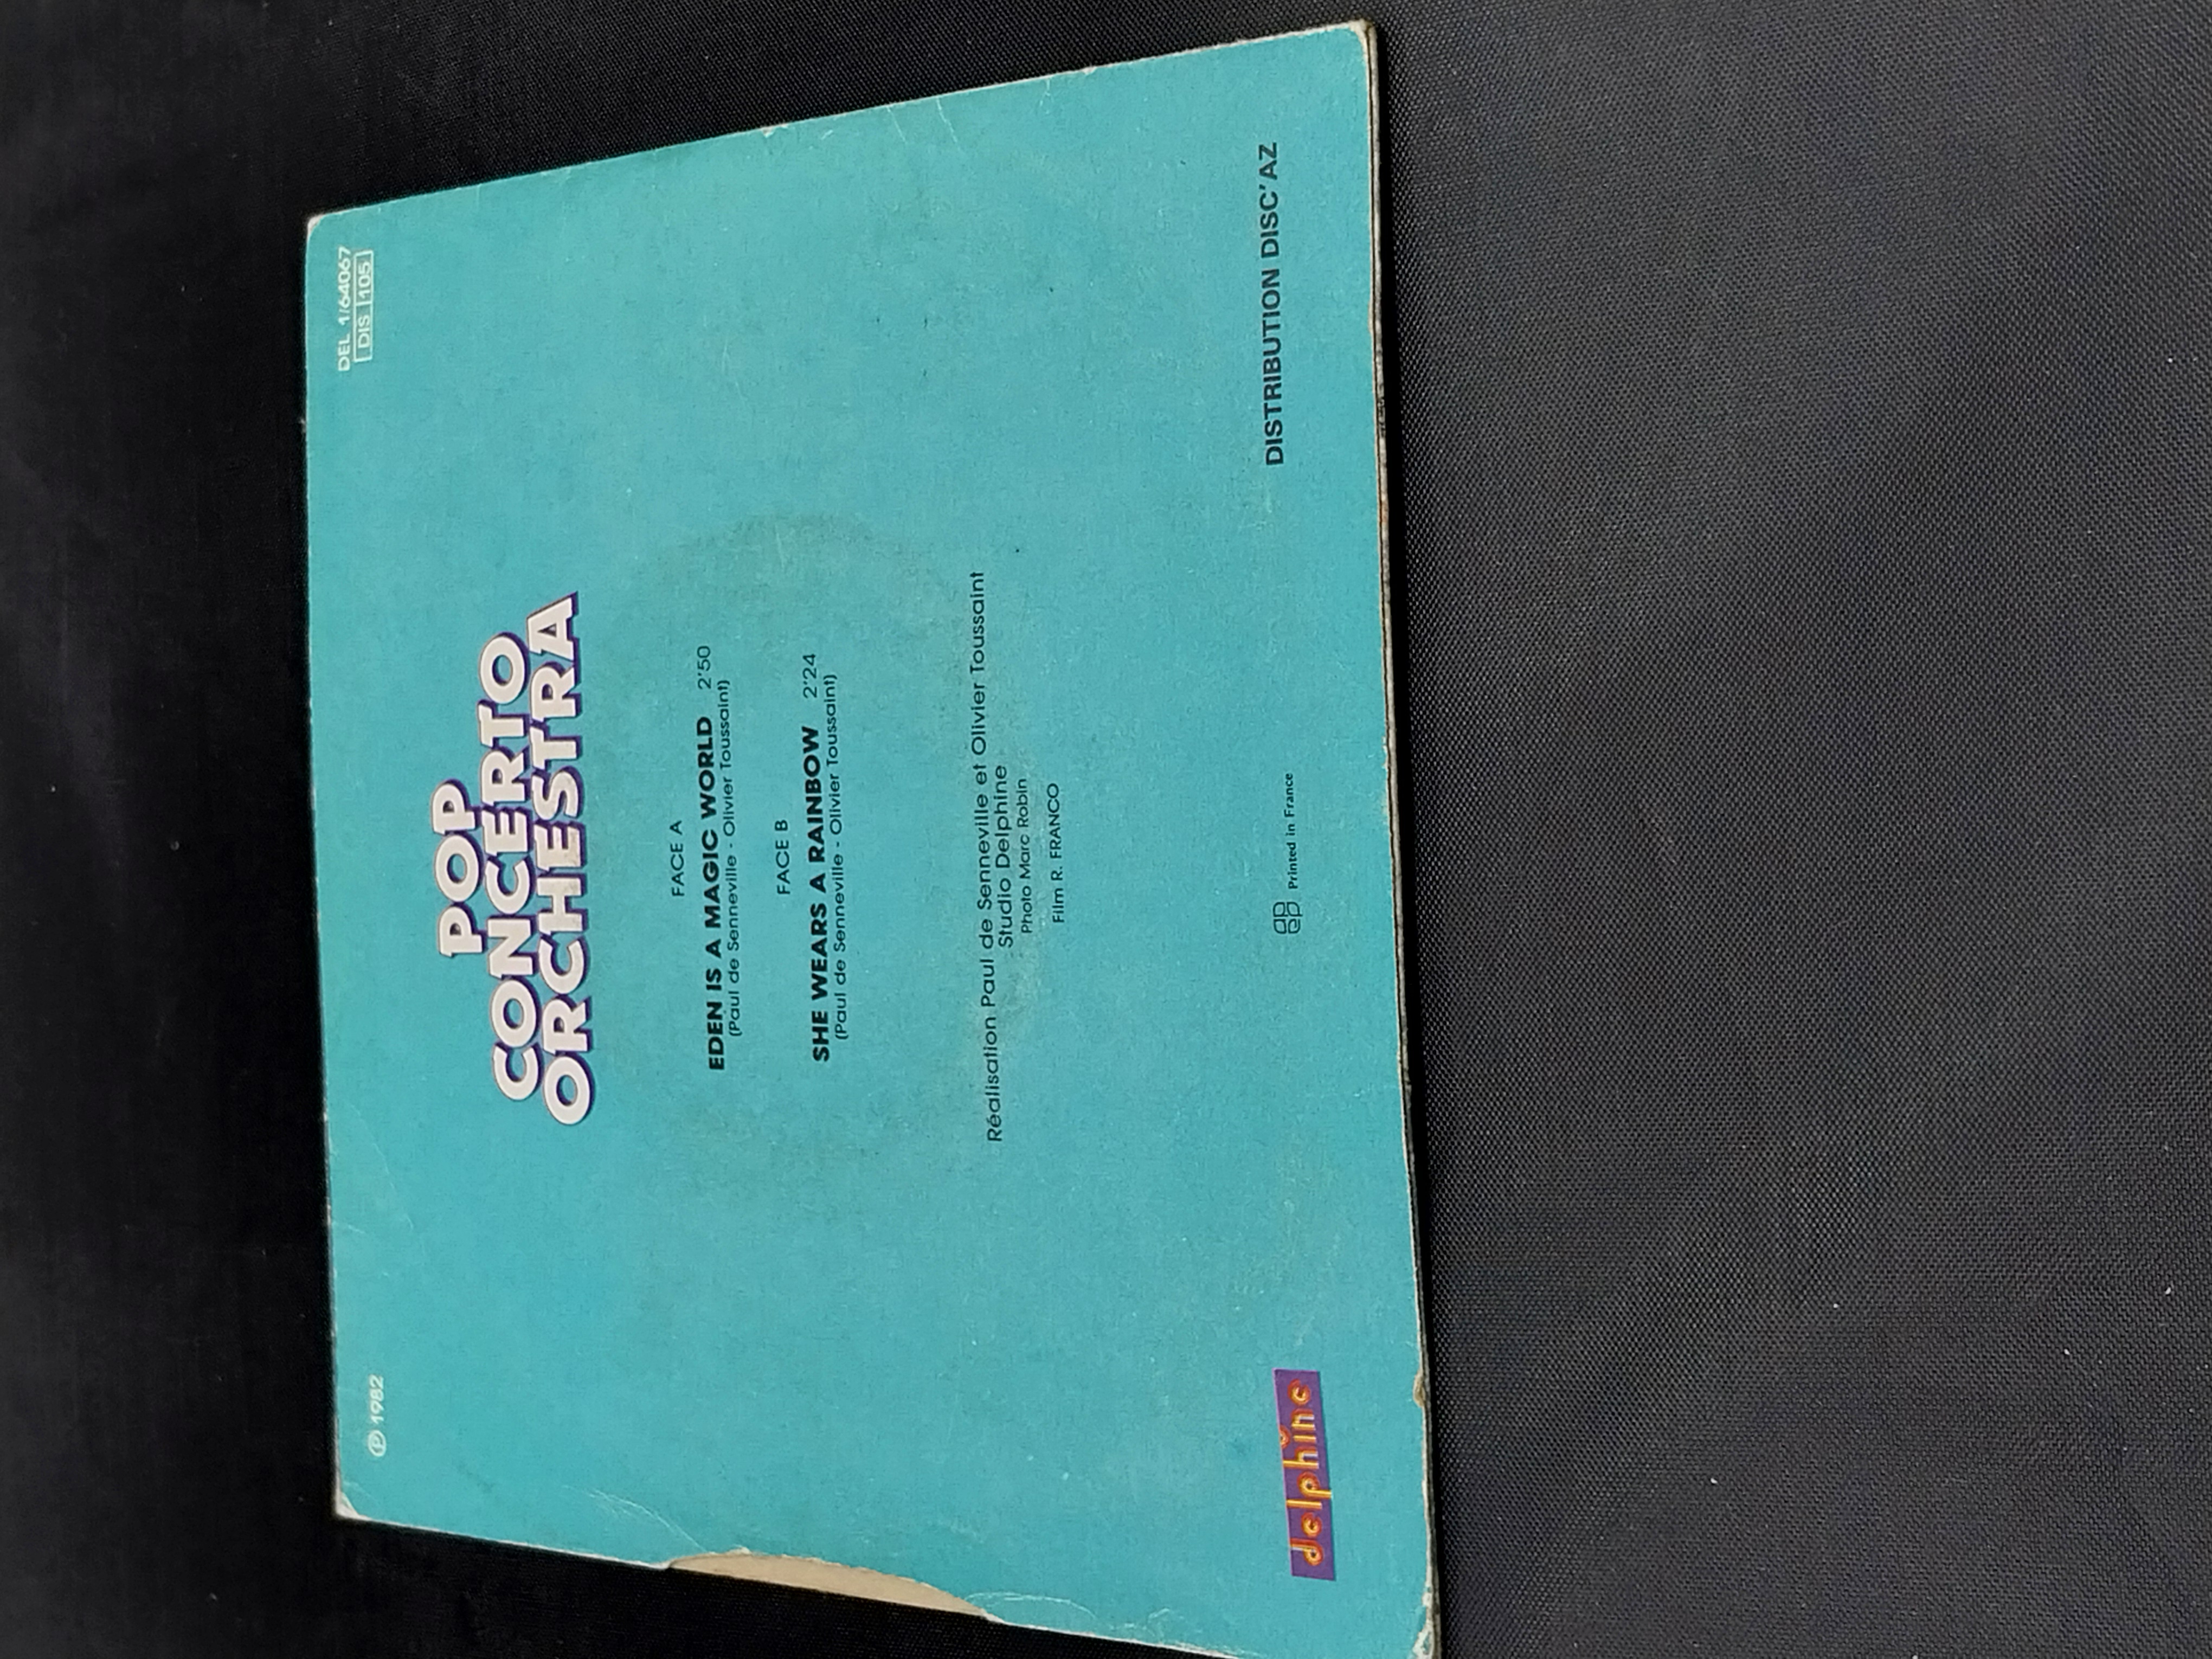 ℗ 1982
DEL 1/64067
DIS 105
POP
CONCERTO
ORCHESTRA
FACE A
EDEN IS A MAGIC WORLD 2'50
(Paul de Senneville - Olivier Toussaint)
FACE B
SHE WEARS A RAINBOW 2'24
(Paul de Senneville - Olivier Toussaint)
Réalisation Paul de Senneville et Olivier Toussaint
Studio Delphine
Photo Marc Robin
Film R. FRANCO
delphine
Printed in France
DISTRIBUTION DISC'AZ